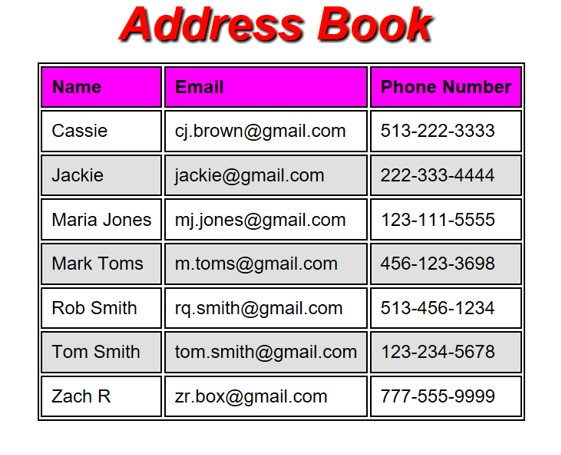 Address Book
Name Email Phone Number
Cassie cj.brown@gmail.com 513-222-3333
Jackie jackie@gmail.com 222-333-4444
Maria Jones mj.jones@gmail.com 123-111-5555
Mark Toms m.toms@gmail.com 456-123-3698
Rob Smith rq.smith@gmail.com 513-456-1234
Tom Smith tom.smith@gmail.com 123-234-5678
Zach R zr.box@gmail.com 777-555-9999